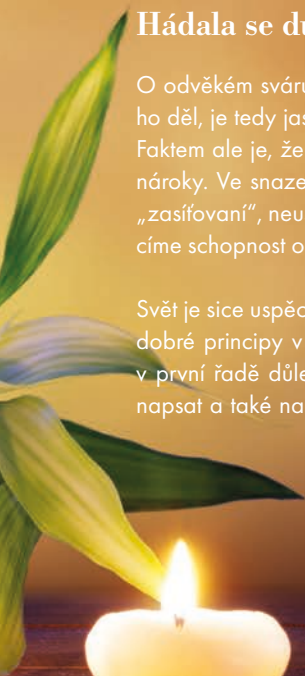 Hádala se du
O odvěkém sváru
ho děl, je tedy jas
Faktem ale je, že
nároky. Ve snaze
„zasíťovaní“, neu
címe schopnost o
Svět je sice uspěc
dobré principy v
v první řadě důle
napsat a také na